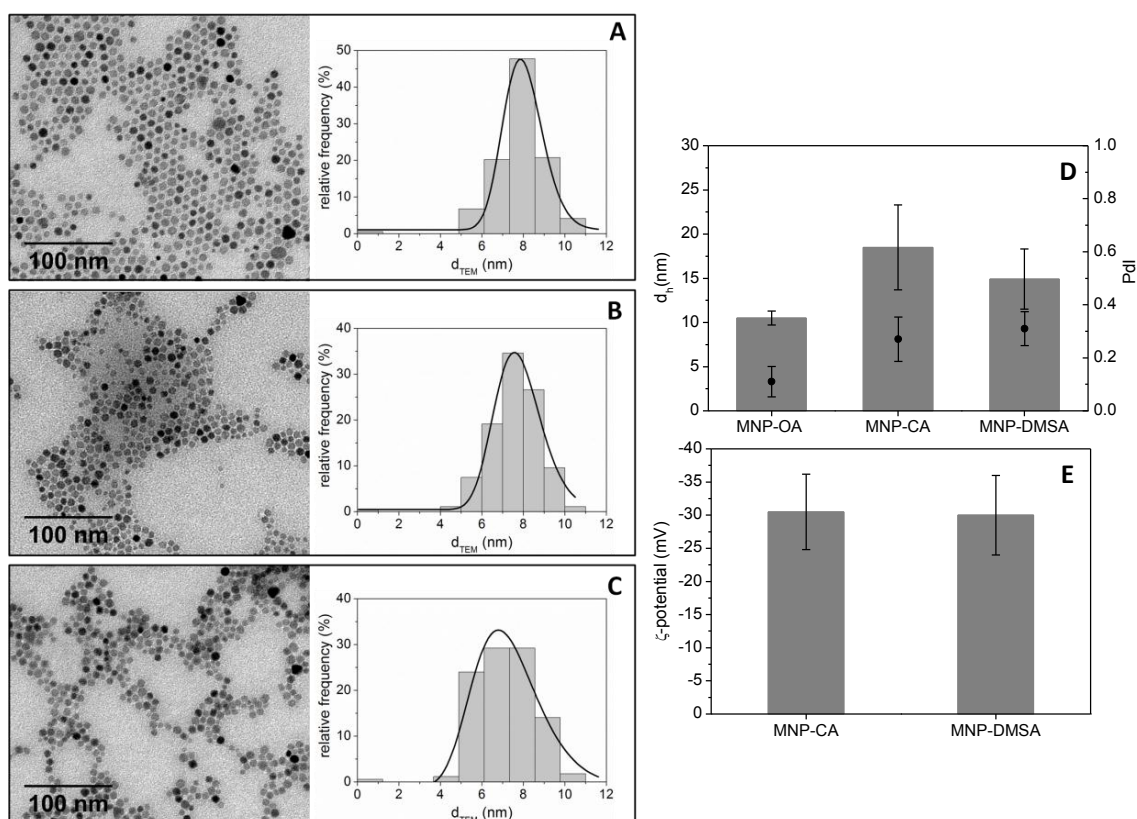 A
50
40
30
20
10
0
relative frequency (%)
0 2 4 6 8 10 12
d_TEM (nm)
100 nm
B
40
30
20
10
0
relative frequency (%)
0 2 4 6 8 10 12
d_TEM (nm)
100 nm
C
40
30
20
10
0
relative frequency (%)
0 2 4 6 8 10 12
d_TEM (nm)
100 nm
D
30
25
20
15
10
5
0
d_h(nm)
1.0
0.8
0.6
0.4
0.2
0.0
PdI
MNP-OA MNP-CA MNP-DMSA
E
-40
-35
-30
-25
-20
-15
-10
-5
0
ζ-potential (mV)
MNP-CA MNP-DMSA